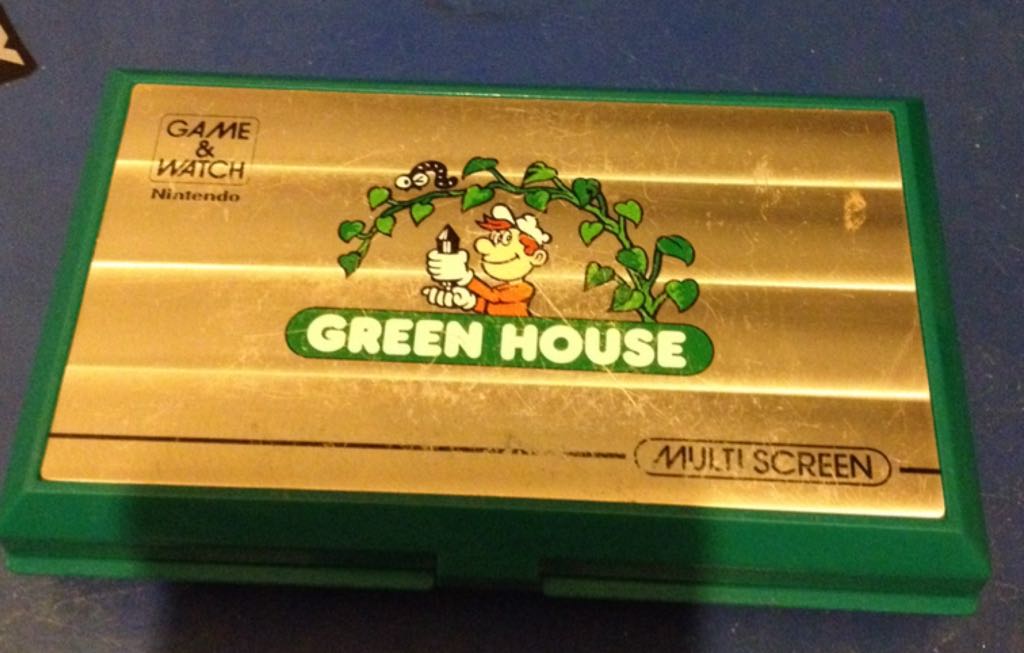 GAME
&
WATCH
Nintendo
GREEN HOUSE
MULTI SCREEN